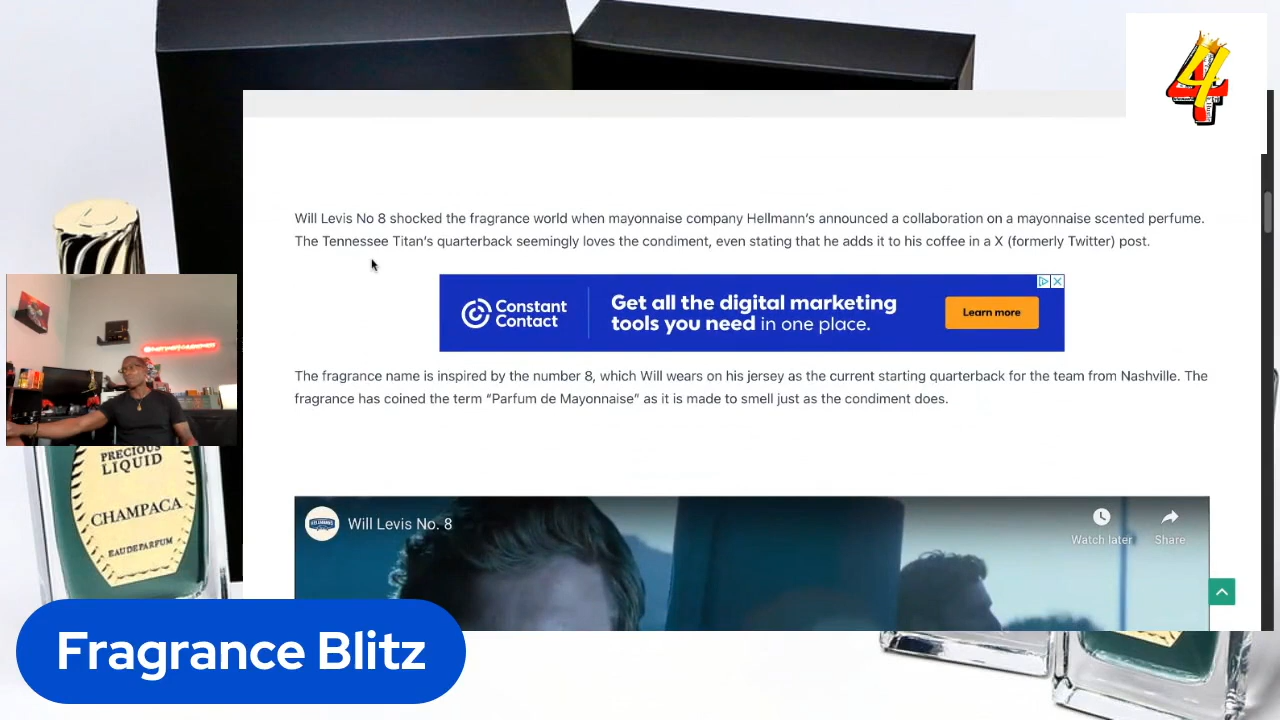 4
Will Levis No 8 shocked the fragrance world when mayonnaise company Hellmann's announced a collaboration on a mayonnaise scented perfume.
The Tennessee Titan's quarterback seemingly loves the condiment, even stating that he adds it to his coffee in a X (formerly Twitter) post.
Constant
Contact
Get all the digital marketing
tools you need in one place.
Learn more
The fragrance name is inspired by the number 8, which Will wears on his jersey as the current starting quarterback for the team from Nashville. The
fragrance has coined the term “Parfum de Mayonnaise” as it is made to smell just as the condiment does.
Will Levis No. 8
Watch later
Share
PRECIOUS
LIQUID
CHAMPACA
EAU DE PARFUM
Fragrance Blitz